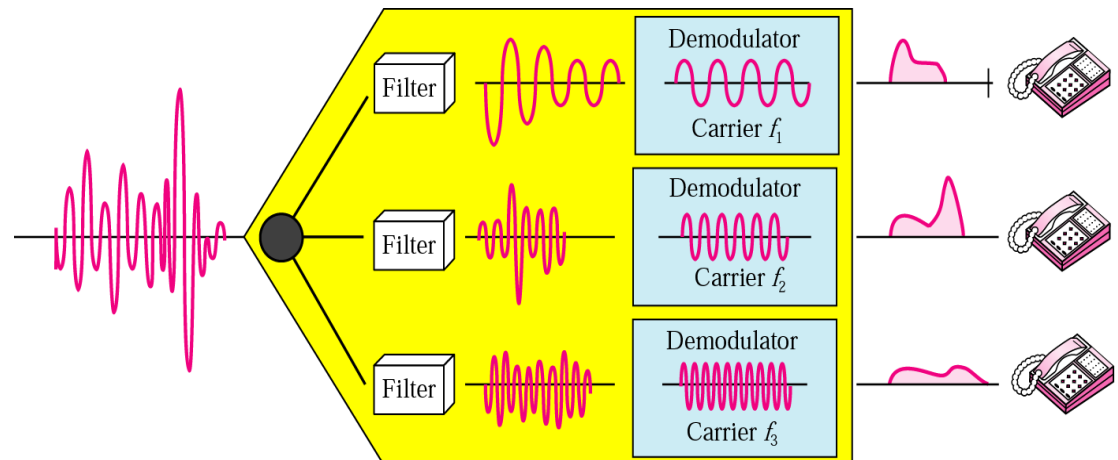 Filter
Demodulator
Carrier f₁
Filter
Demodulator
Carrier f₂
Filter
Demodulator
Carrier f₃